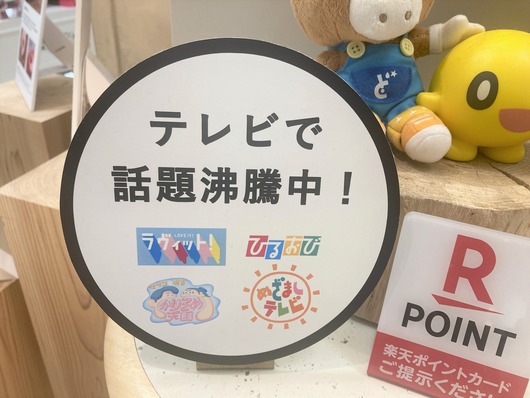 テレビで
話題沸騰中！
ラヴィット！
ひるおび
めざまし
テレビ
ど
R
POINT
楽天ポイントカード
ご提示ください